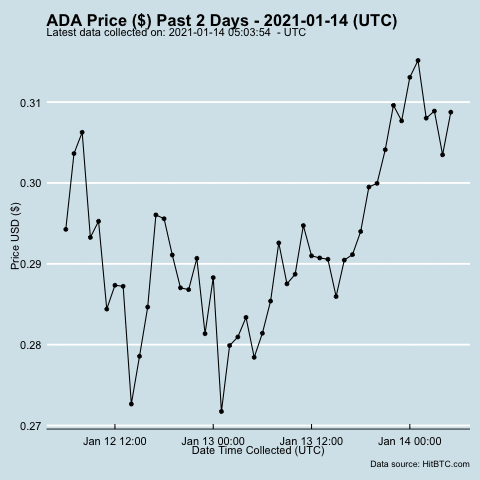 ADA Price ($) Past 2 Days - 2021-01-14 (UTC)
Latest data collected on: 2021-01-14 05:03:54  - UTC
0.31
0.30
0.29
0.28
0.27
Price USD ($)
Jan 12 12:00
Jan 13 00:00
Jan 13 12:00
Jan 14 00:00
Date Time Collected (UTC)
Data source: HitBTC.com